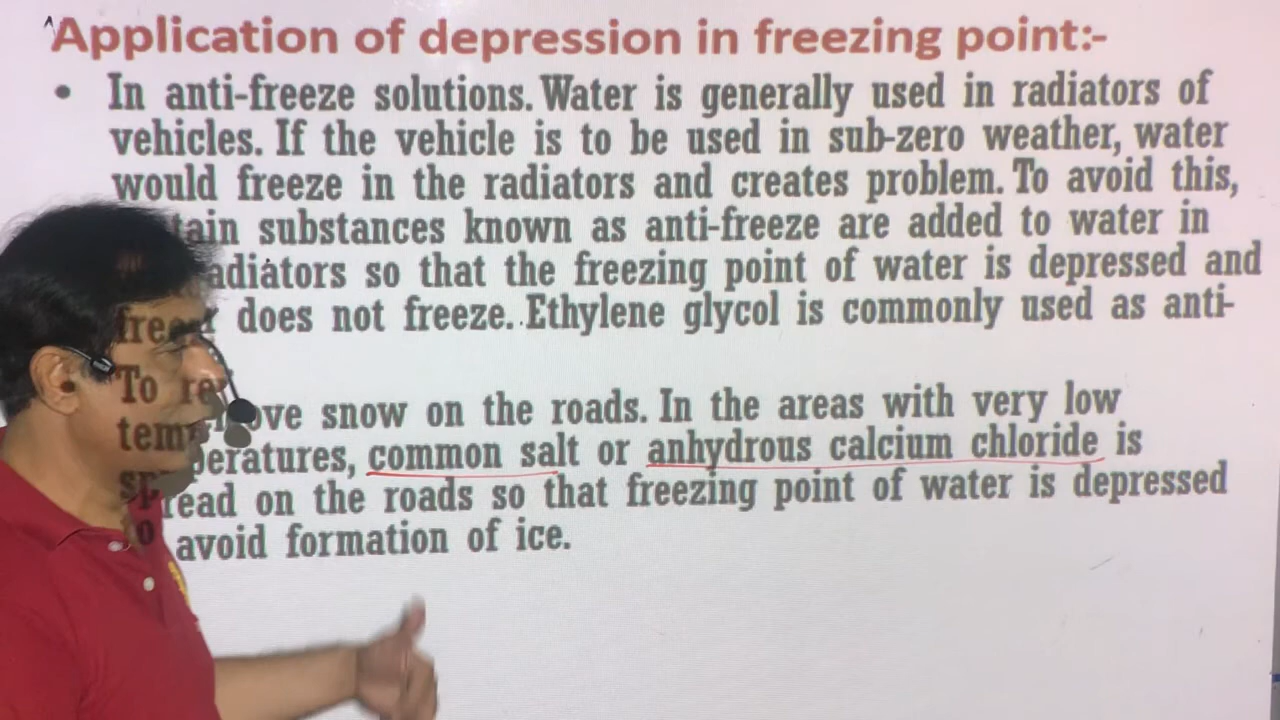 Application of depression in freezing point:-
• In anti-freeze solutions. Water is generally used in radiators of
vehicles. If the vehicle is to be used in sub-zero weather, water
would freeze in the radiators and creates problem. To avoid this,
substances known as anti-freeze are added to water in
radiators so that the freezing point of water is depressed and
does not freeze. Ethylene glycol is commonly used as anti-
To remove snow on the roads. In the areas with very low
temperatures, common salt or anhydrous calcium chloride is
spread on the roads so that freezing point of water is depressed
to avoid formation of ice.